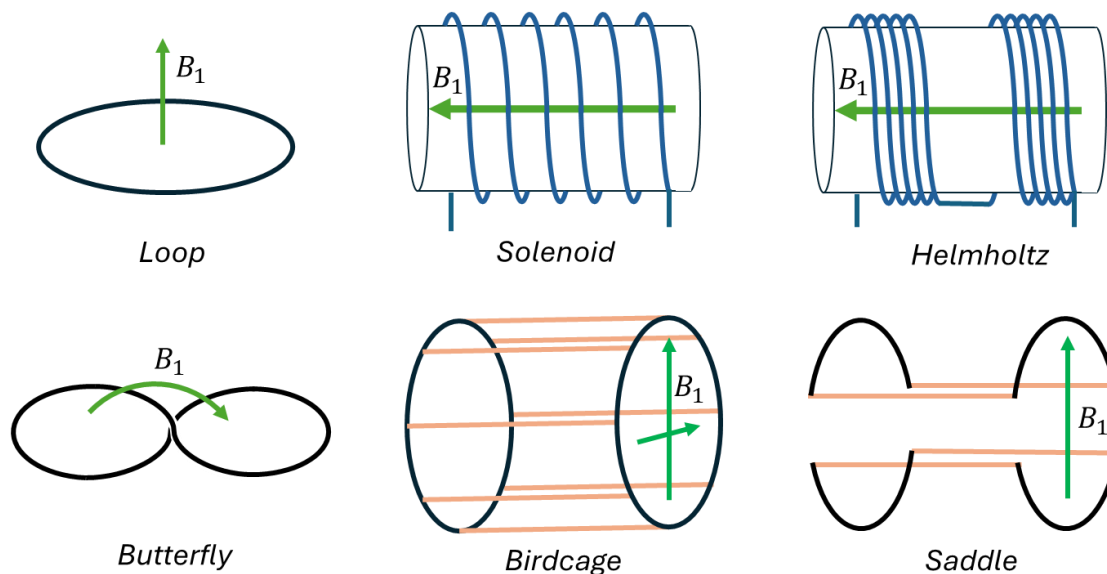 B₁
Loop
B₁
Solenoid
B₁
Helmholtz
B₁
Butterfly
B₁
Birdcage
B₁
Saddle